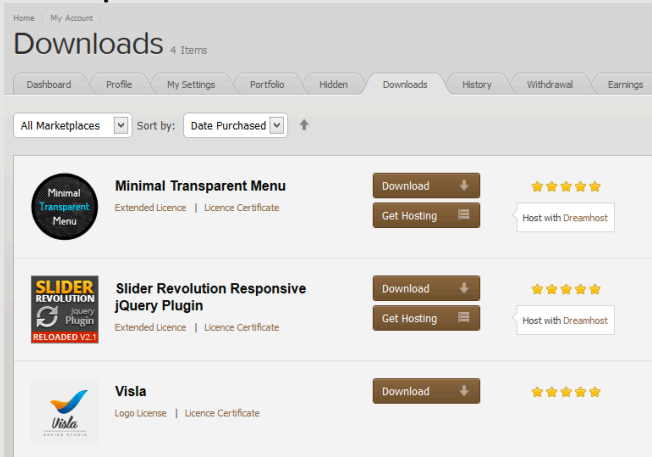 Home \ My Account \
Downloads 4 Items
Dashboard Profile My Settings Portfolio Hidden Downloads History Withdrawal Earnings
All Marketplaces Sort by: Date Purchased
Minimal
Transparent
Menu
Minimal Transparent Menu
Extended Licence | Licence Certificate
Download
Get Hosting
Host with Dreamhost
SLIDER
REVOLUTION
jquery
Plugin
RELOADED V2.1
Slider Revolution Responsive
jQuery Plugin
Extended Licence | Licence Certificate
Download
Get Hosting
Host with Dreamhost
Visla
DESIGN STUDIO
Visla
Logo License | Licence Certificate
Download